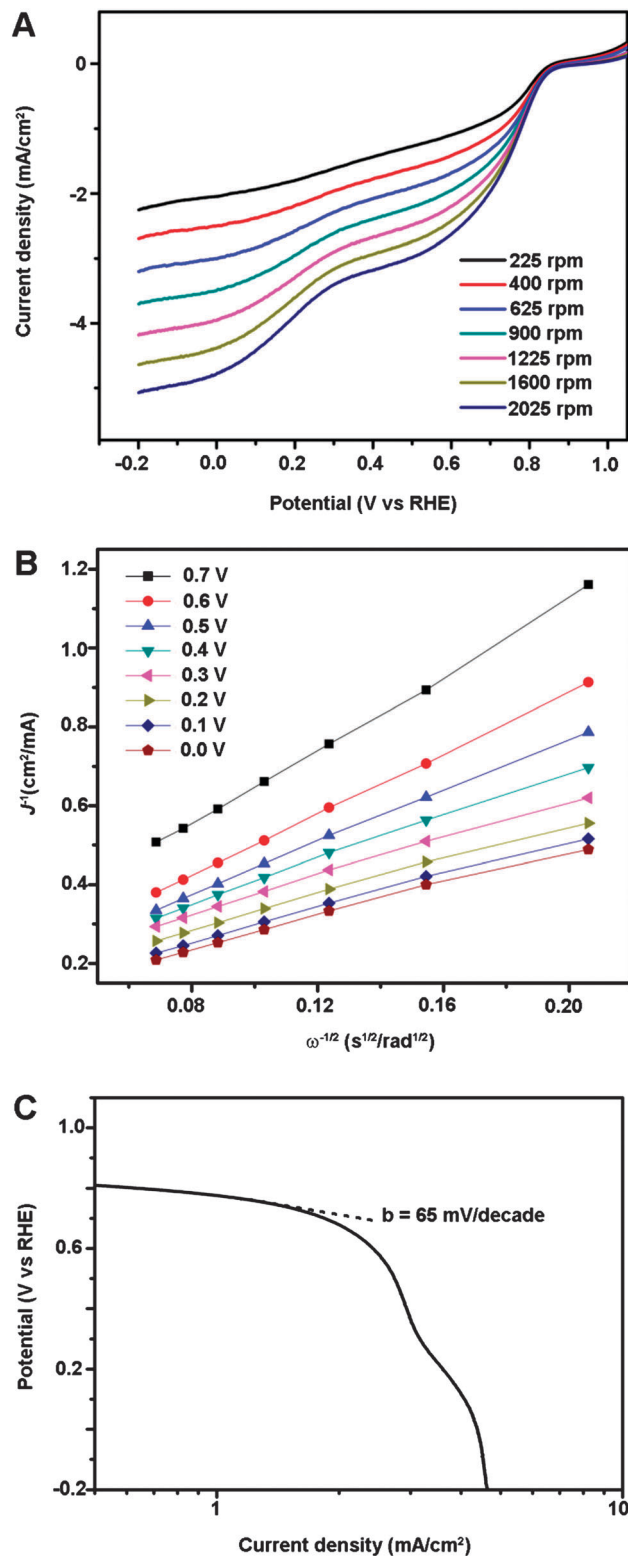 A
0
-2
-4
Current density (mA/cm²)
225 rpm
400 rpm
625 rpm
900 rpm
1225 rpm
1600 rpm
2025 rpm
-0.2 0.0 0.2 0.4 0.6 0.8 1.0
Potential (V vs RHE)
B
1.2
1.0
0.8
0.6
0.4
0.2
J⁻¹(cm²/mA)
0.7 V
0.6 V
0.5 V
0.4 V
0.3 V
0.2 V
0.1 V
0.0 V
0.08 0.12 0.16 0.20
ω⁻¹/² (s¹/²/rad¹/²)
C
1.0
0.6
0.2
-0.2
Potential (V vs RHE)
b = 65 mV/decade
1 10
Current density (mA/cm²)